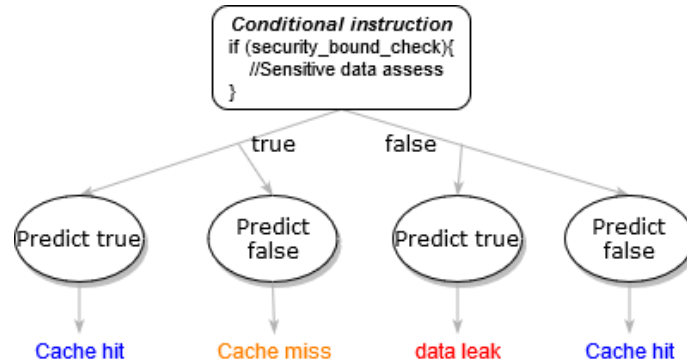 Conditional instruction
if (security_bound_check){
//Sensitive data assess
}
true
false
Predict true
Predict
false
Predict true
Predict
false
Cache hit
Cache miss
data leak
Cache hit